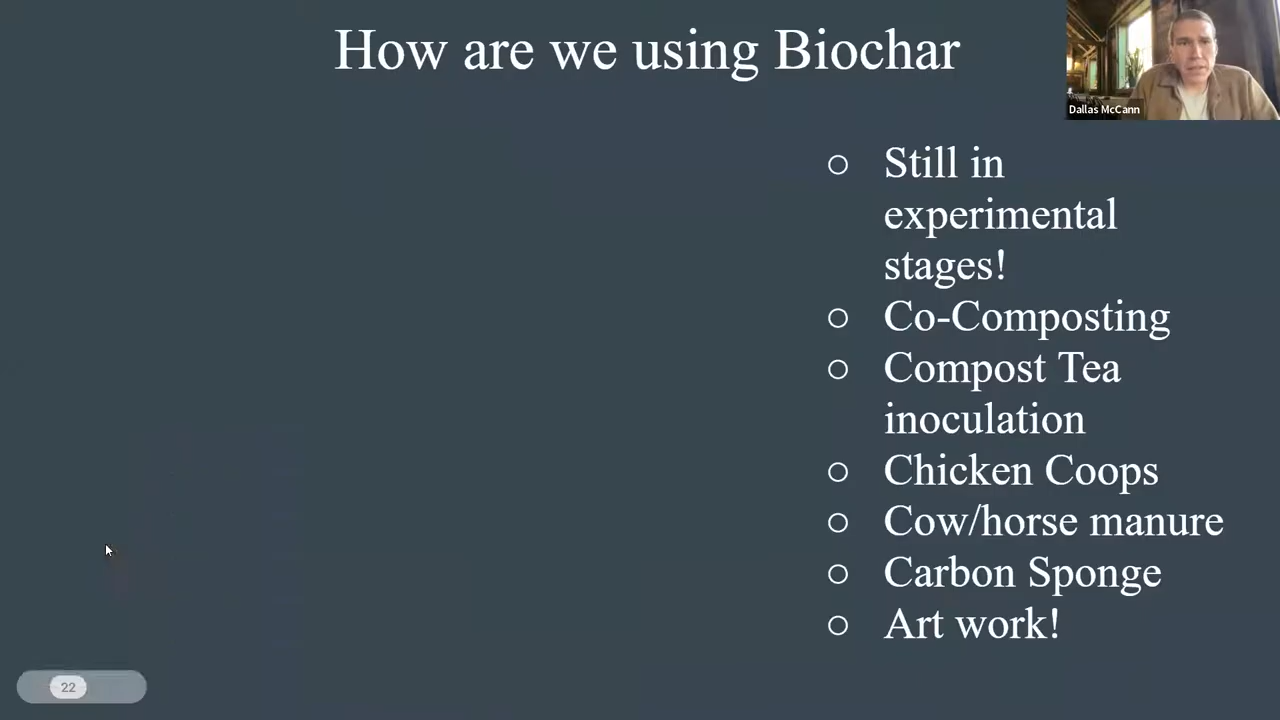 How are we using Biochar
Dallas McCann
○ Still in
experimental
stages!
○ Co-Composting
○ Compost Tea
inoculation
○ Chicken Coops
○ Cow/horse manure
○ Carbon Sponge
○ Art work!
22